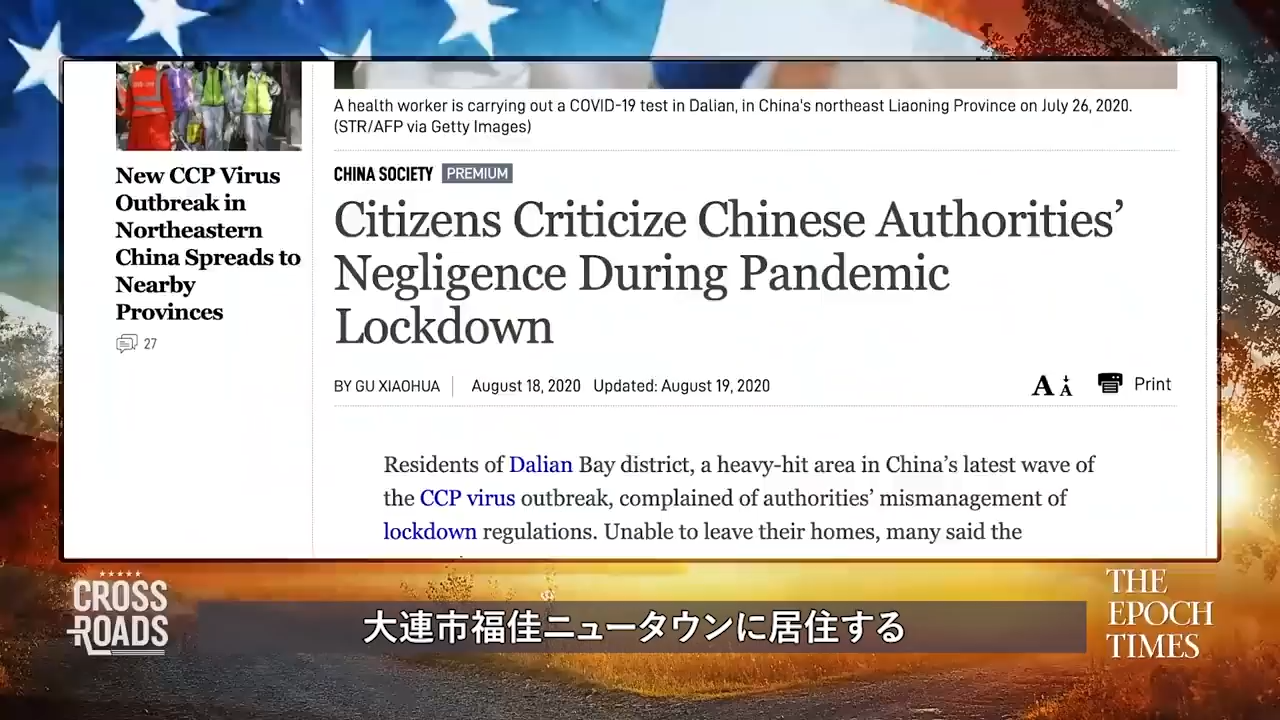 A health worker is carrying out a COVID-19 test in Dalian, in China's northeast Liaoning Province on July 26, 2020.
(STR/AFP via Getty Images)
New CCP Virus
Outbreak in
Northeastern
China Spreads to
Nearby
Provinces
27
CHINA SOCIETY PREMIUM
Citizens Criticize Chinese Authorities’
Negligence During Pandemic
Lockdown
BY GU XIAOHUA August 18, 2020 Updated: August 19, 2020
A A Print
Residents of Dalian Bay district, a heavy-hit area in China’s latest wave of
the CCP virus outbreak, complained of authorities’ mismanagement of
lockdown regulations. Unable to leave their homes, many said the
CROSS
ROADS
大連市福佳ニュータウンに居住する
THE
EPOCH
TIMES